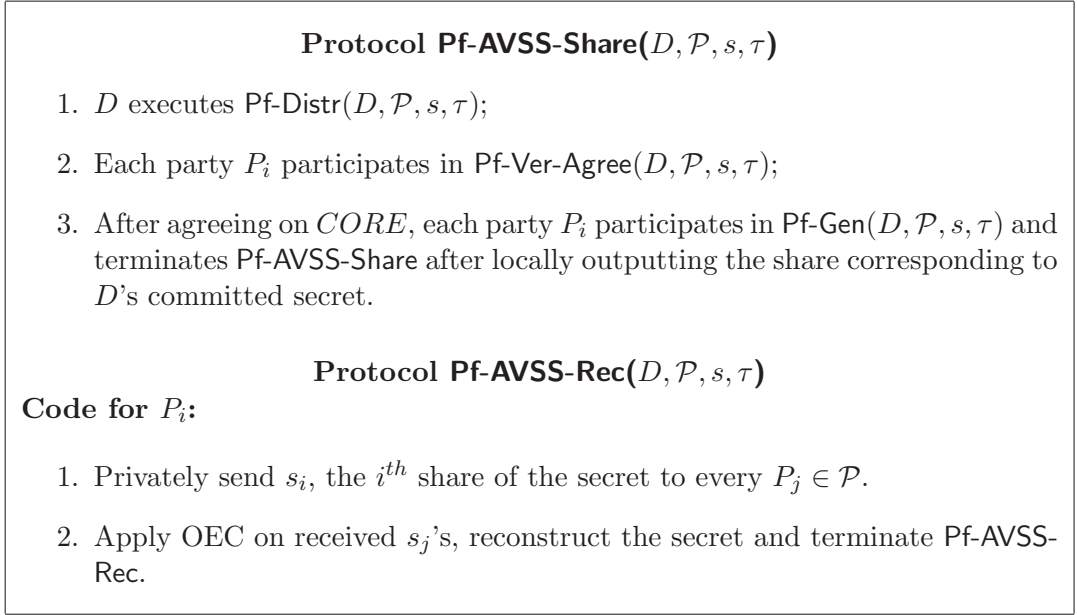 Protocol Pf-AVSS-Share(D, 𝒫, s, τ)
1. D executes Pf-Distr(D, 𝒫, s, τ);
2. Each party P_i participates in Pf-Ver-Agree(D, 𝒫, s, τ);
3. After agreeing on CORE, each party P_i participates in Pf-Gen(D, 𝒫, s, τ) and
terminates Pf-AVSS-Share after locally outputting the share corresponding to
D's committed secret.
Protocol Pf-AVSS-Rec(D, 𝒫, s, τ)
Code for P_i:
1. Privately send s_i, the i^{th} share of the secret to every P_j ∈ 𝒫.
2. Apply OEC on received s_j's, reconstruct the secret and terminate Pf-AVSS-
Rec.